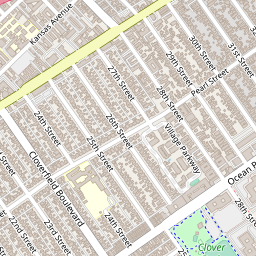 Kansas Avenue
30th Street
31st Street
29th Street
27th Street
28th Street
Pearl Street
24th Street
26th Street
25th Street
Village Parkway
Cloverfield Boulevard
Ocean
24th Street
22nd Street
23rd Street
28th Street
Clover